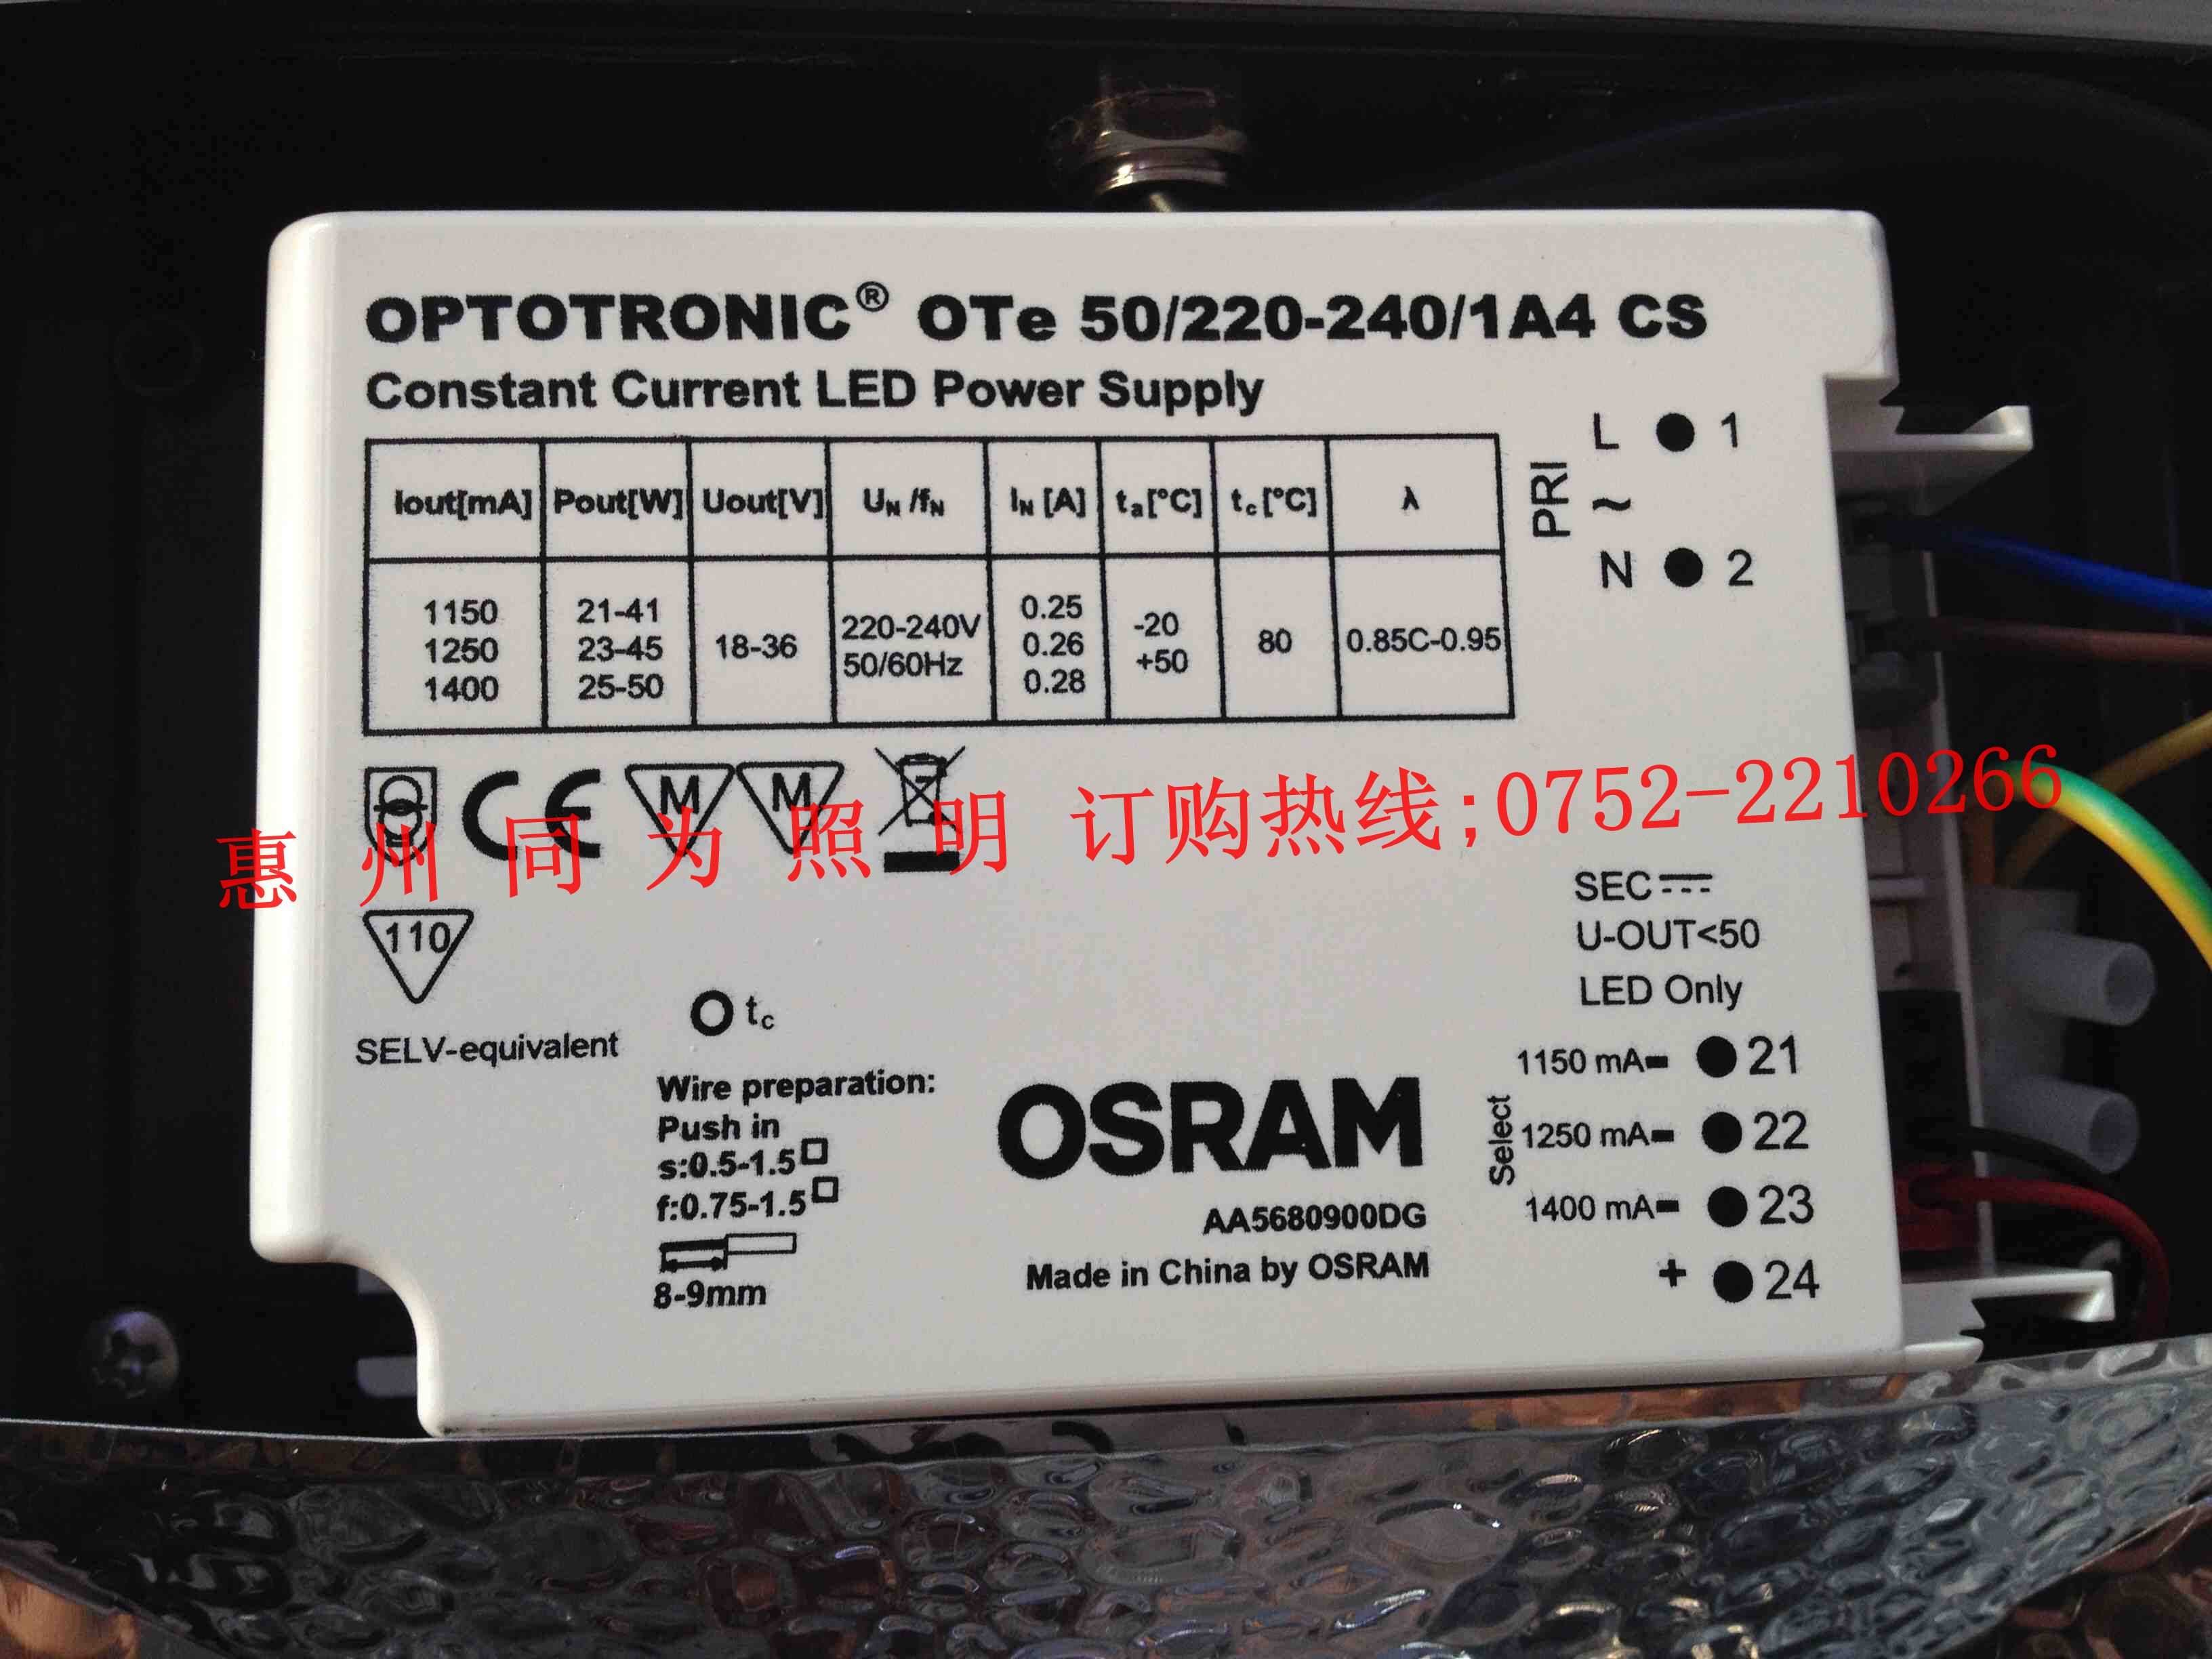 OPTOTRONIC® OTe 50/220-240/1A4 CS
Constant Current LED Power Supply
Iout[mA] Pout[W] Uout[V] UN /fN IN [A] ta[°C] tc[°C] λ
1150 21-41 0.25
1250 23-45 18-36 220-240V 0.26 -20 80 0.85C-0.95
1400 25-50 50/60Hz 0.28 +50
PRI
L 1
~
N 2
CE M M
惠州同为照明 订购热线;0752-2210266
110
SELV-equivalent
tc
Wire preparation:
Push in
s:0.5-1.5
f:0.75-1.5
8-9mm
OSRAM
AA5680900DG
Made in China by OSRAM
SEC
U-OUT<50
LED Only
Select
1150 mA- 21
1250 mA- 22
1400 mA- 23
+ 24